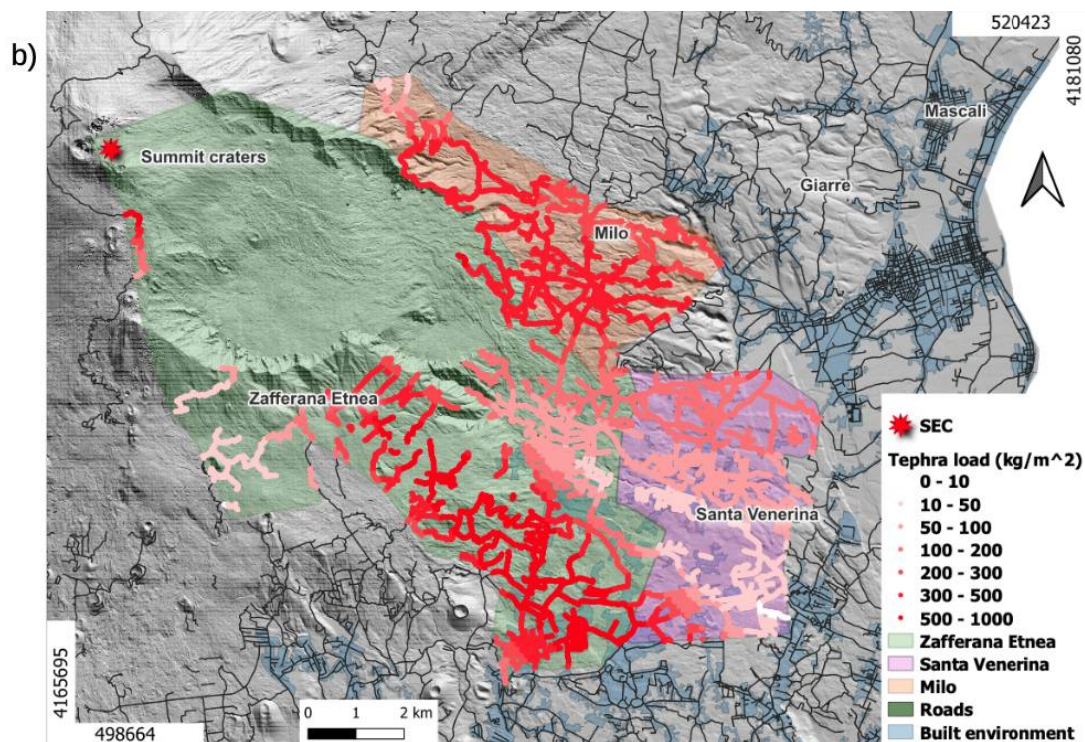 b)
520423
4181080
Mascali
Summit craters
Giarre
Milo
Zafferana Etnea
Santa Venerina
SEC
Tephra load (kg/m^2)
0 - 10
10 - 50
50 - 100
100 - 200
200 - 300
300 - 500
500 - 1000
Zafferana Etnea
Santa Venerina
Milo
Roads
Built environment
4165695
498664
0 1 2 km